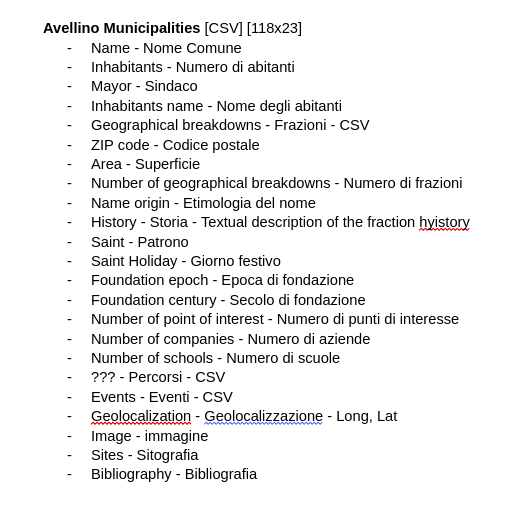 Avellino Municipalities [CSV] [118x23]
- Name - Nome Comune
- Inhabitants - Numero di abitanti
- Mayor - Sindaco
- Inhabitants name - Nome degli abitanti
- Geographical breakdowns - Frazioni - CSV
- ZIP code - Codice postale
- Area - Superficie
- Number of geographical breakdowns - Numero di frazioni
- Name origin - Etimologia del nome
- History - Storia - Textual description of the fraction hyistory
- Saint - Patrono
- Saint Holiday - Giorno festivo
- Foundation epoch - Epoca di fondazione
- Foundation century - Secolo di fondazione
- Number of point of interest - Numero di punti di interesse
- Number of companies - Numero di aziende
- Number of schools - Numero di scuole
- ??? - Percorsi - CSV
- Events - Eventi - CSV
- Geolocalization - Geolocalizzazione - Long, Lat
- Image - immagine
- Sites - Sitografia
- Bibliography - Bibliografia